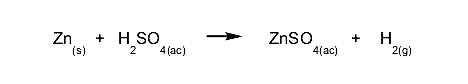 Zn(s) + H2SO4(ac) → ZnSO4(ac) + H2(g)